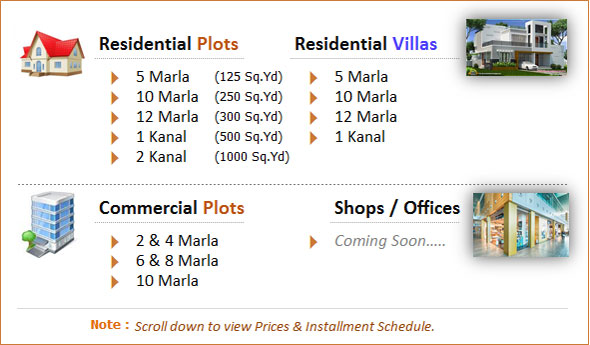 Residential Plots
5 Marla (125 Sq.Yd)
10 Marla (250 Sq.Yd)
12 Marla (300 Sq.Yd)
1 Kanal (500 Sq.Yd)
2 Kanal (1000 Sq.Yd)
Residential Villas
5 Marla
10 Marla
12 Marla
1 Kanal
Commercial Plots
2 & 4 Marla
6 & 8 Marla
10 Marla
Shops / Offices
Coming Soon.....
Note : Scroll down to view Prices & Installment Schedule.